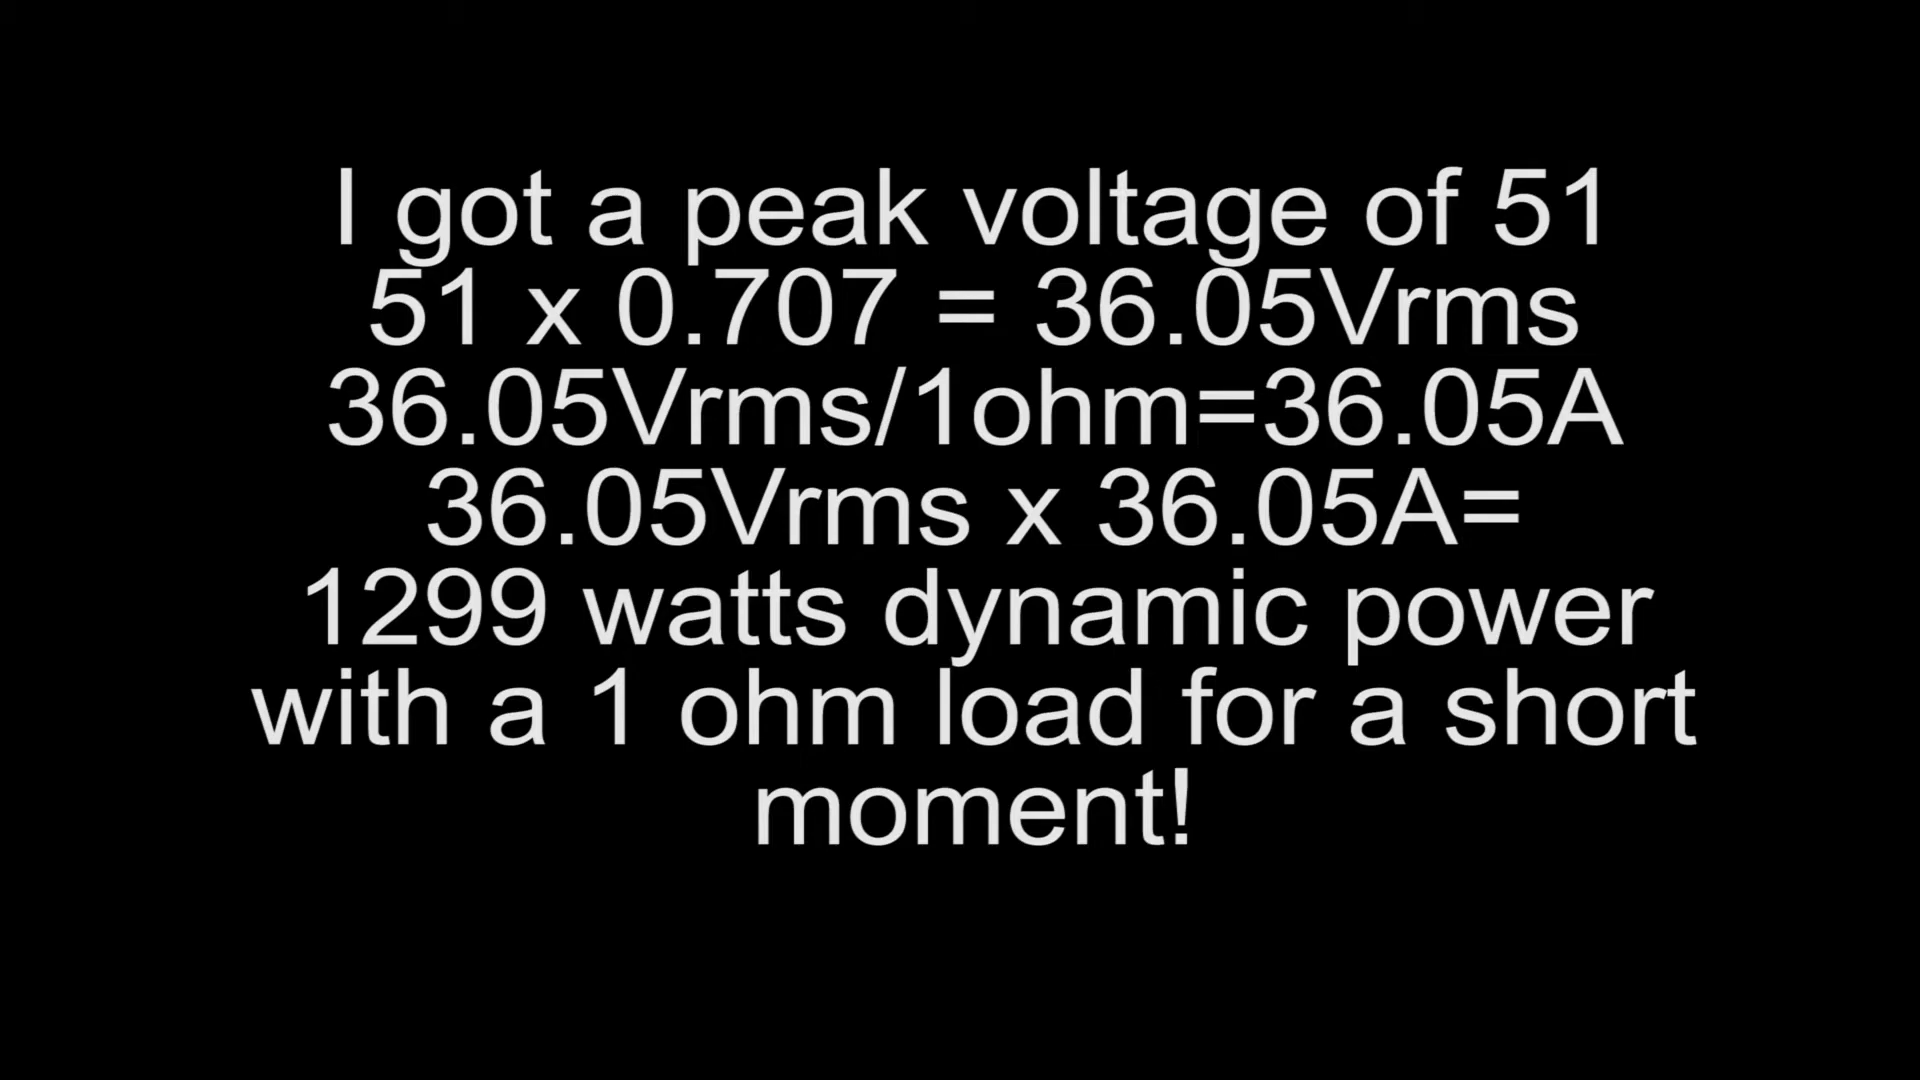 I got a peak voltage of 51
51 x 0.707 = 36.05Vrms
36.05Vrms/1ohm=36.05A
36.05Vrms x 36.05A=
1299 watts dynamic power
with a 1 ohm load for a short
moment!